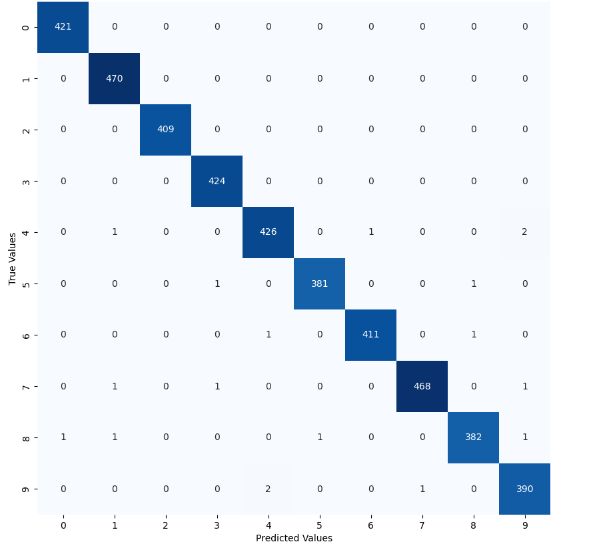 0 421 0 0 0 0 0 0 0 0 0
1 0 470 0 0 0 0 0 0 0 0
2 0 0 409 0 0 0 0 0 0 0
3 0 0 0 424 0 0 0 0 0 0
4 0 1 0 0 426 0 1 0 0 2
True Values
5 0 0 0 1 0 381 0 0 1 0
6 0 0 0 0 1 0 411 0 1 0
7 0 1 0 1 0 0 0 468 0 1
8 1 1 0 0 0 1 0 0 382 1
9 0 0 0 0 2 0 0 1 0 390
0 1 2 3 4 5 6 7 8 9
Predicted Values